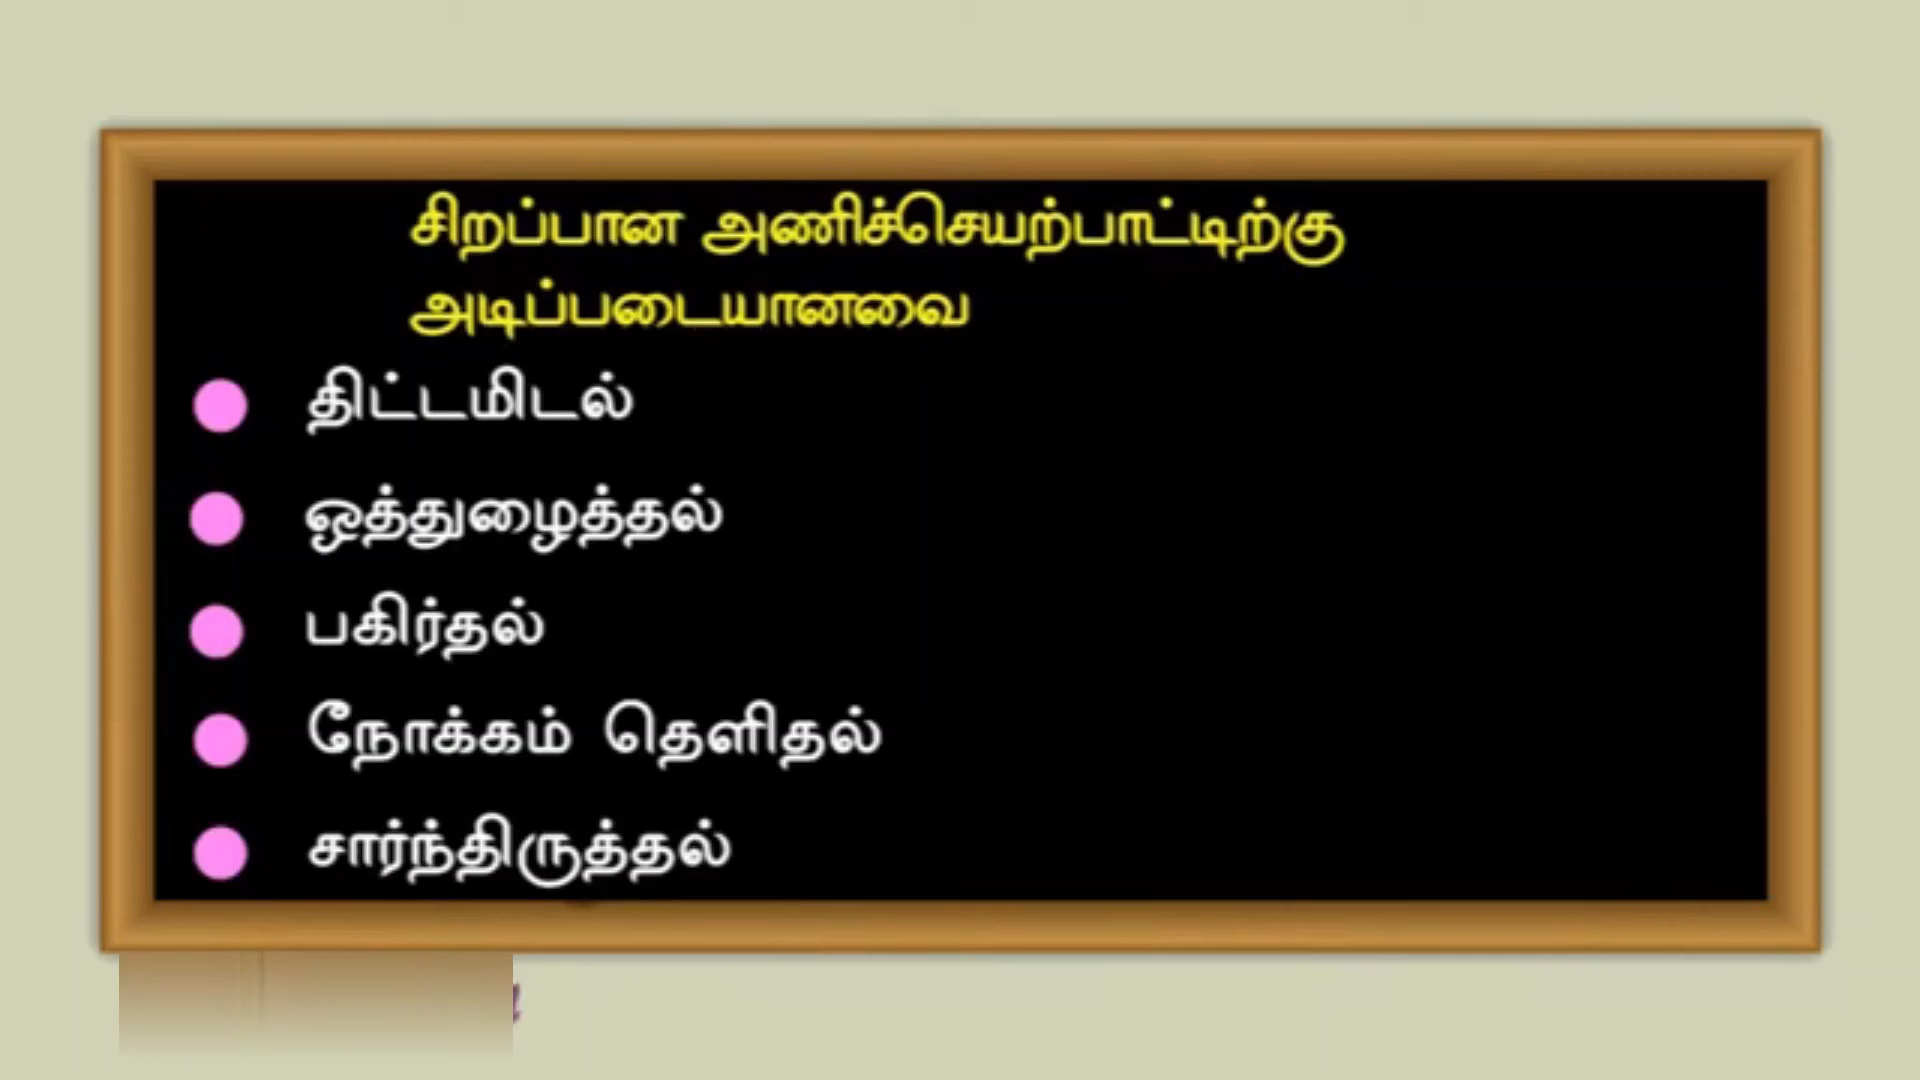 சிறப்பான அணிச்செயற்பாட்டிற்கு
அடிப்படையானவை
திட்டமிடல்
ஒத்துழைத்தல்
பகிர்தல்
நோக்கம் தெளிதல்
சார்ந்திருத்தல்